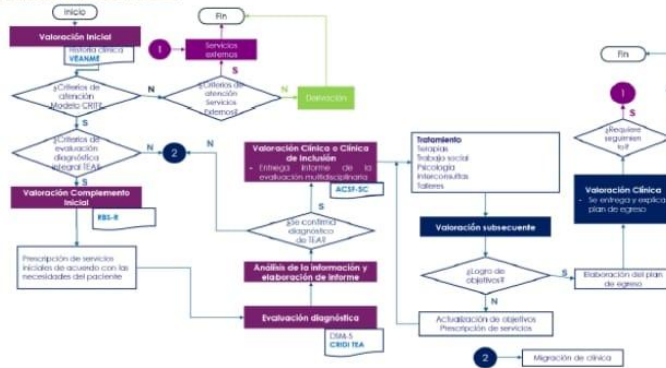 Inicio
Valoración Inicial
Historia clínica
VEANME
¿Criterios de
atención
Modelo CRIT?
N
S
¿Criterios de
evaluación
diagnóstica
integral TEA?
N
S
Valoración Complemento
Inicial
RBS-R
Prescripción de servicios
iniciales de acuerdo con las
necesidades del paciente
Fin
1
Servicios
externos
S
¿Criterios de
atención
Servicios
Externos?
N
Derivación
2
Valoración Clínica o Clínica
de Inclusión
- Entrega informe de la
evaluación multidisciplinaria
ACSF-SC
N
S
¿Se confirma
diagnóstico
de TEA?
Análisis de la información y
elaboración de informe
Evaluación diagnóstica
DSM-5
CRIDI TEA
Tratamiento
Terapias
Trabajo social
Psicología
Interconsultas
Talleres
Valoración subsecuente
¿Logro de
objetivos?
S
N
Actualización de objetivos
Prescripción de servicios
Elaboración del plan
de egreso
Valoración Clínica
- Se entrega y explica
plan de egreso
¿Requiere
seguimien
to?
S
N
1
Fin
2
Migración de clínica